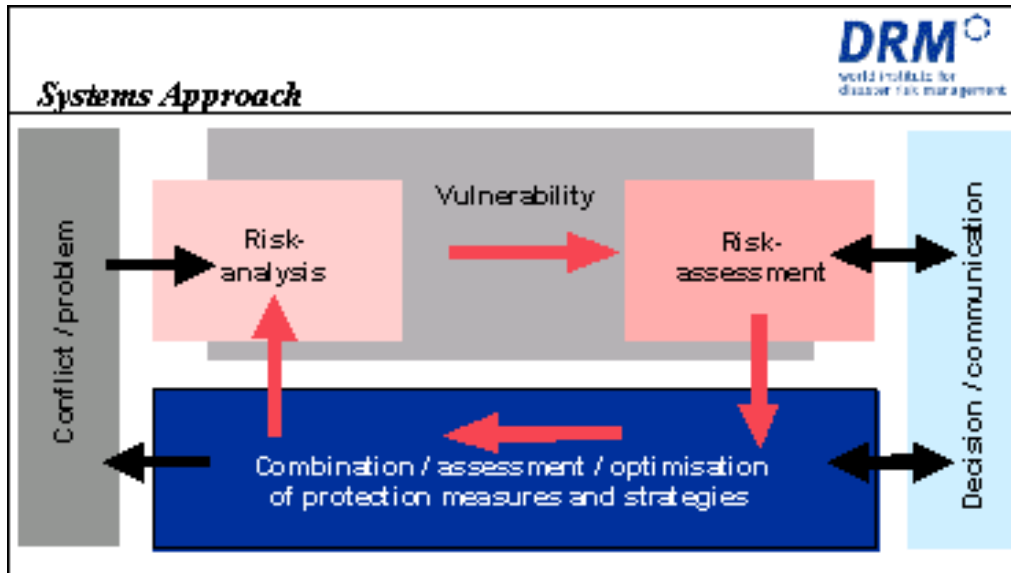 DRM
world institute for
disaster risk management
Systems Approach
Conflict / problem
Risk-
analysis
Vulnerability
Risk-
assessment
Decision / communication
Combination / assessment / optimisation
of protection measures and strategies